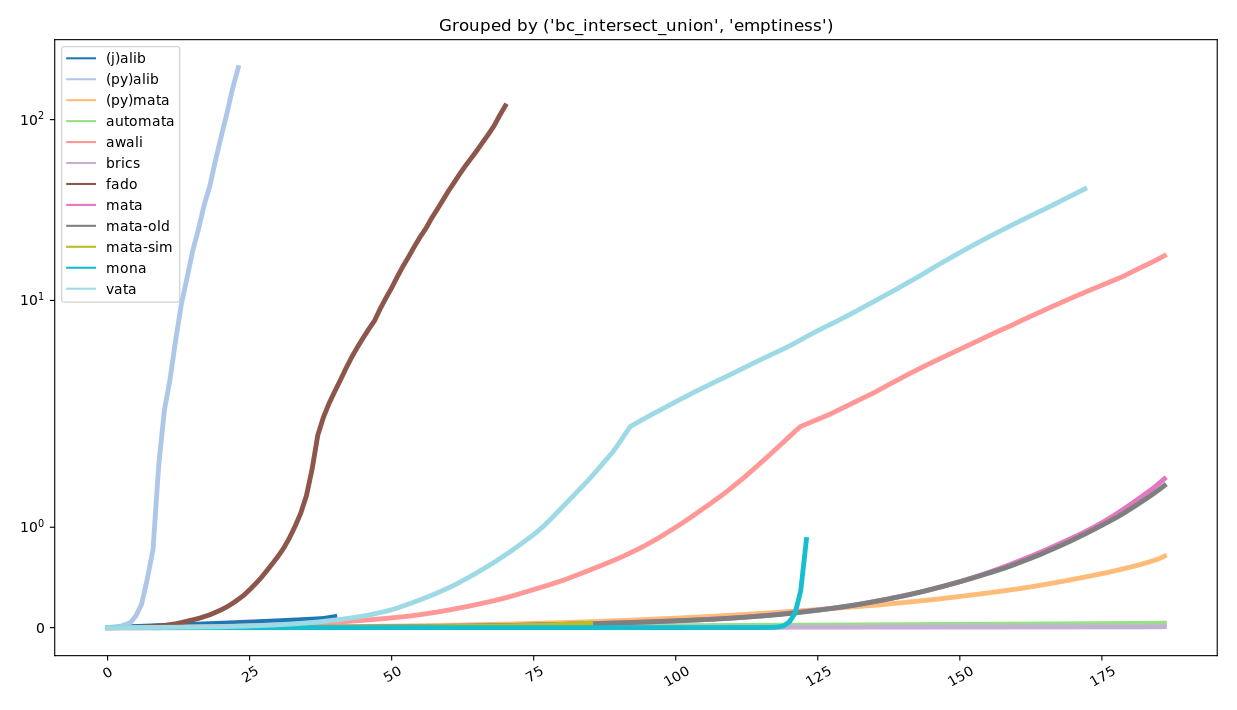 Grouped by ('bc_intersect_union', 'emptiness')
(j)alib
(py)alib
(py)mata
automata
awali
brics
fado
mata
mata-old
mata-sim
mona
vata
10²
10¹
10⁰
0
0
25
50
75
100
125
150
175